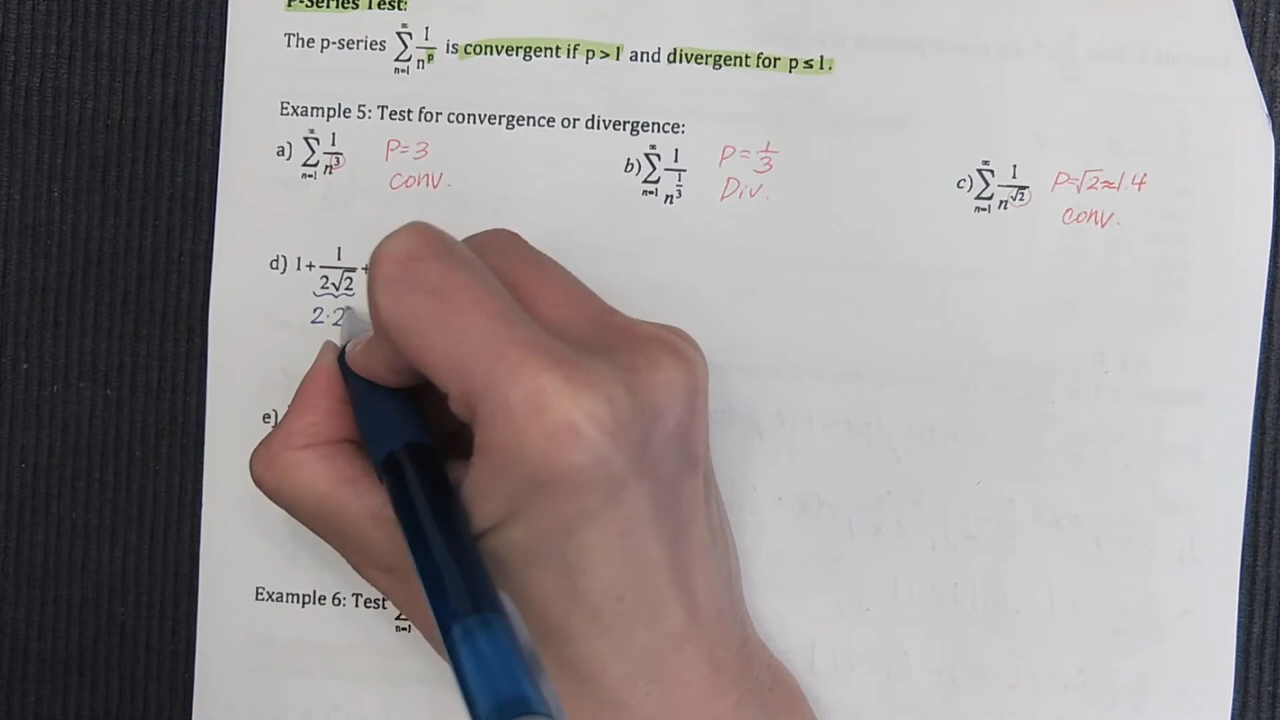 P-Series Test:
The p-series ∞ ∑ n=1 1/n^p is convergent if p > 1 and divergent for p ≤ 1.
Example 5: Test for convergence or divergence:
a) ∞ ∑ n=1 1/n^3 P=3 conv.
b) ∞ ∑ n=1 1/n^(1/3) P=1/3 Div.
c) ∞ ∑ n=1 1/n^√2 P=√2≈1.4 conv.
d) 1+ 1/(2√2) +
2·2
e)
Example 6: Test ∑ n=1